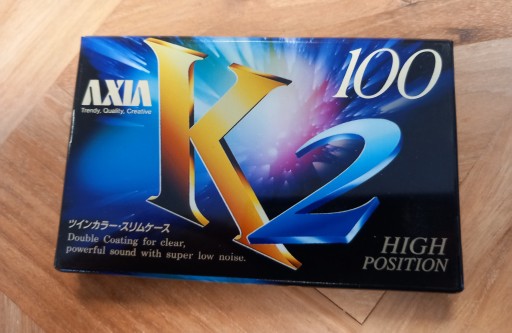 AXIA
Trendy, Quality, Creative
K2
100
ツインカラー・スリムケース
Double Coating for clear,
powerful sound with super low noise.
HIGH
POSITION